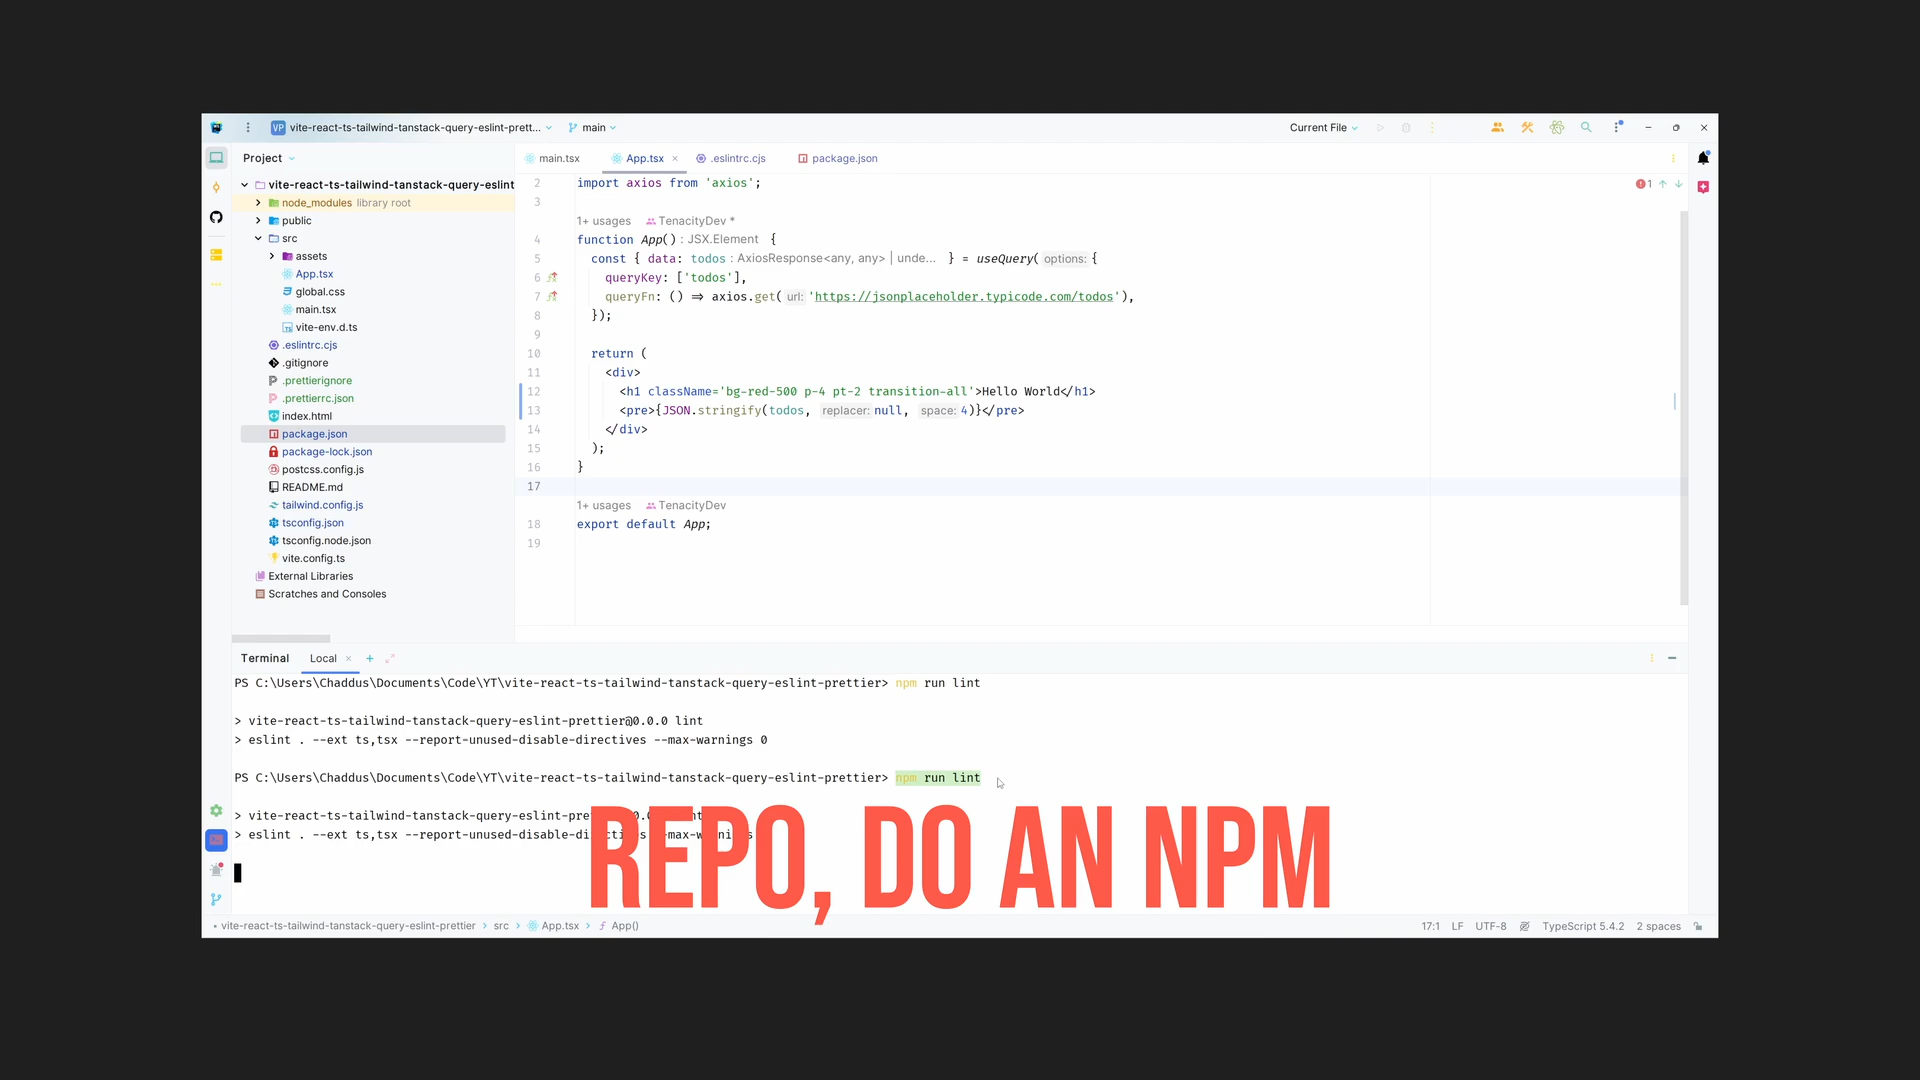 VP vite-react-ts-tailwind-tanstack-query-eslint-prett... main Current File
Project
main.tsx App.tsx .eslintrc.cjs package.json
vite-react-ts-tailwind-tanstack-query-eslint
node_modules library root
public
src
assets
App.tsx
global.css
main.tsx
vite-env.d.ts
.eslintrc.cjs
.gitignore
.prettierignore
.prettierrc.json
index.html
package.json
package-lock.json
postcss.config.js
README.md
tailwind.config.js
tsconfig.json
tsconfig.node.json
vite.config.ts
External Libraries
Scratches and Consoles
1
2 import axios from 'axios';
3
1+ usages TenacityDev *
4 function App() : JSX.Element {
5 const { data: todos : AxiosResponse<any, any> | unde... } = useQuery( options: {
6 queryKey: ['todos'],
7 queryFn: () => axios.get( url: 'https://jsonplaceholder.typicode.com/todos'),
8 });
9
10 return (
11 <div>
12 <h1 className='bg-red-500 p-4 pt-2 transition-all'>Hello World</h1>
13 <pre>{JSON.stringify(todos, replacer: null, space: 4)}</pre>
14 </div>
15 );
16 }
17
1+ usages TenacityDev
18 export default App;
19
Terminal Local
PS C:\Users\Chaddus\Documents\Code\YT\vite-react-ts-tailwind-tanstack-query-eslint-prettier> npm run lint
> vite-react-ts-tailwind-tanstack-query-eslint-prettier@0.0.0 lint
> eslint . --ext ts,tsx --report-unused-disable-directives --max-warnings 0
PS C:\Users\Chaddus\Documents\Code\YT\vite-react-ts-tailwind-tanstack-query-eslint-prettier> npm run lint
> vite-react-ts-tailwind-tanstack-query-eslint-pre
> eslint . --ext ts,tsx --report-unused-disable-di
REPO, DO AN NPM
vite-react-ts-tailwind-tanstack-query-eslint-prettier > src > App.tsx > App()
17:1 LF UTF-8 TypeScript 5.4.2 2 spaces